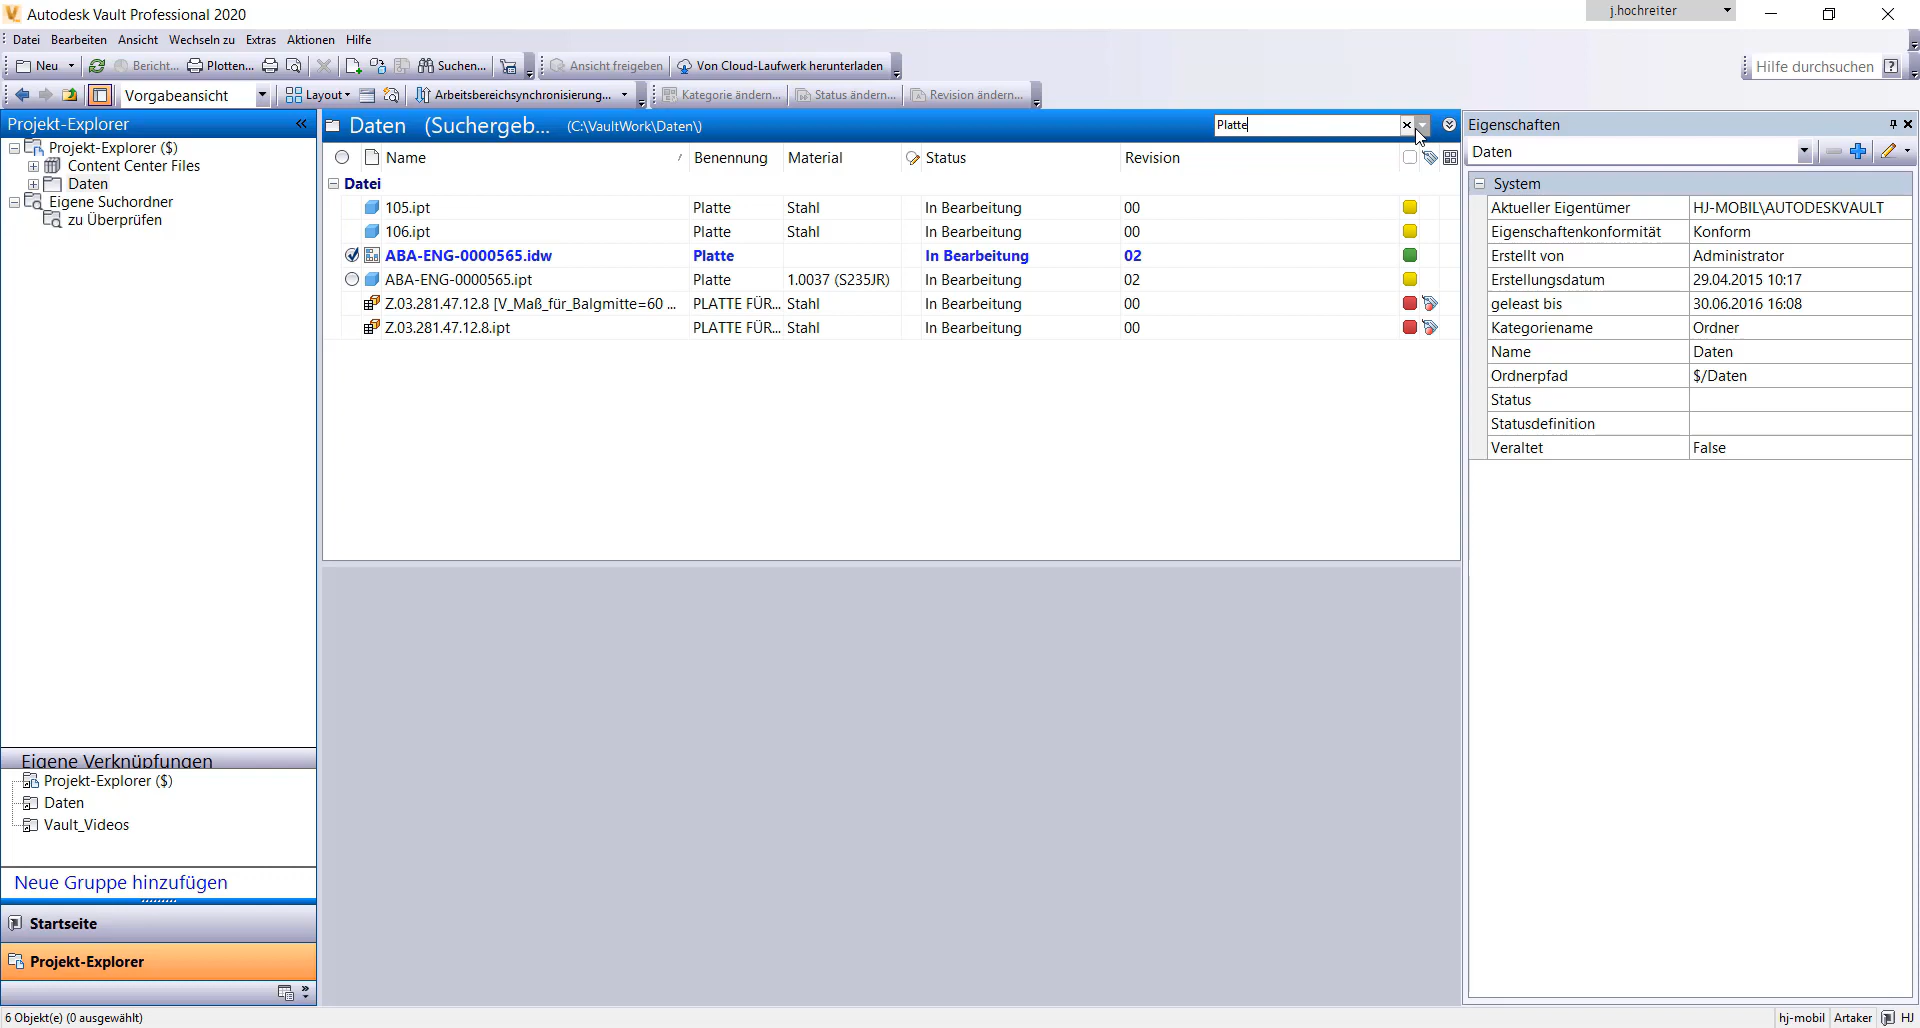 Autodesk Vault Professional 2020
j.hochreiter
Datei Bearbeiten Ansicht Wechseln zu Extras Aktionen Hilfe
Neu Bericht... Plotten... Suchen... Ansicht freigeben Von Cloud-Laufwerk herunterladen Hilfe durchsuchen ?
Vorgabeansicht Layout Arbeitsbereichsynchronisierung... Kategorie ändern... Status ändern... Revision ändern...
Projekt-Explorer
Projekt-Explorer ($)
Content Center Files
Daten
Eigene Suchordner
zu Überprüfen
Eigene Verknüpfungen
Projekt-Explorer ($)
Daten
Vault_Videos
Neue Gruppe hinzufügen
Startseite
Projekt-Explorer
Daten (Suchergeb... (C:\VaultWork\Daten\) Platte
Name Benennung Material Status Revision
Datei
105.ipt Platte Stahl In Bearbeitung 00
106.ipt Platte Stahl In Bearbeitung 00
ABA-ENG-0000565.idw Platte In Bearbeitung 02
ABA-ENG-0000565.ipt Platte 1.0037 (S235JR) In Bearbeitung 02
Z.03.281.47.12.8 [V_Maß_für_Balgmitte=60 ... PLATTE FÜR... Stahl In Bearbeitung 00
Z.03.281.47.12.8.ipt PLATTE FÜR... Stahl In Bearbeitung 00
Eigenschaften
Daten
System
Aktueller Eigentümer HJ-MOBIL\AUTODESKVAULT
Eigenschaftenkonformität Konform
Erstellt von Administrator
Erstellungsdatum 29.04.2015 10:17
geleast bis 30.06.2016 16:08
Kategoriename Ordner
Name Daten
Ordnerpfad $/Daten
Status
Statusdefinition
Veraltet False
6 Objekt(e) (0 ausgewählt)
hj-mobil Artaker HJ